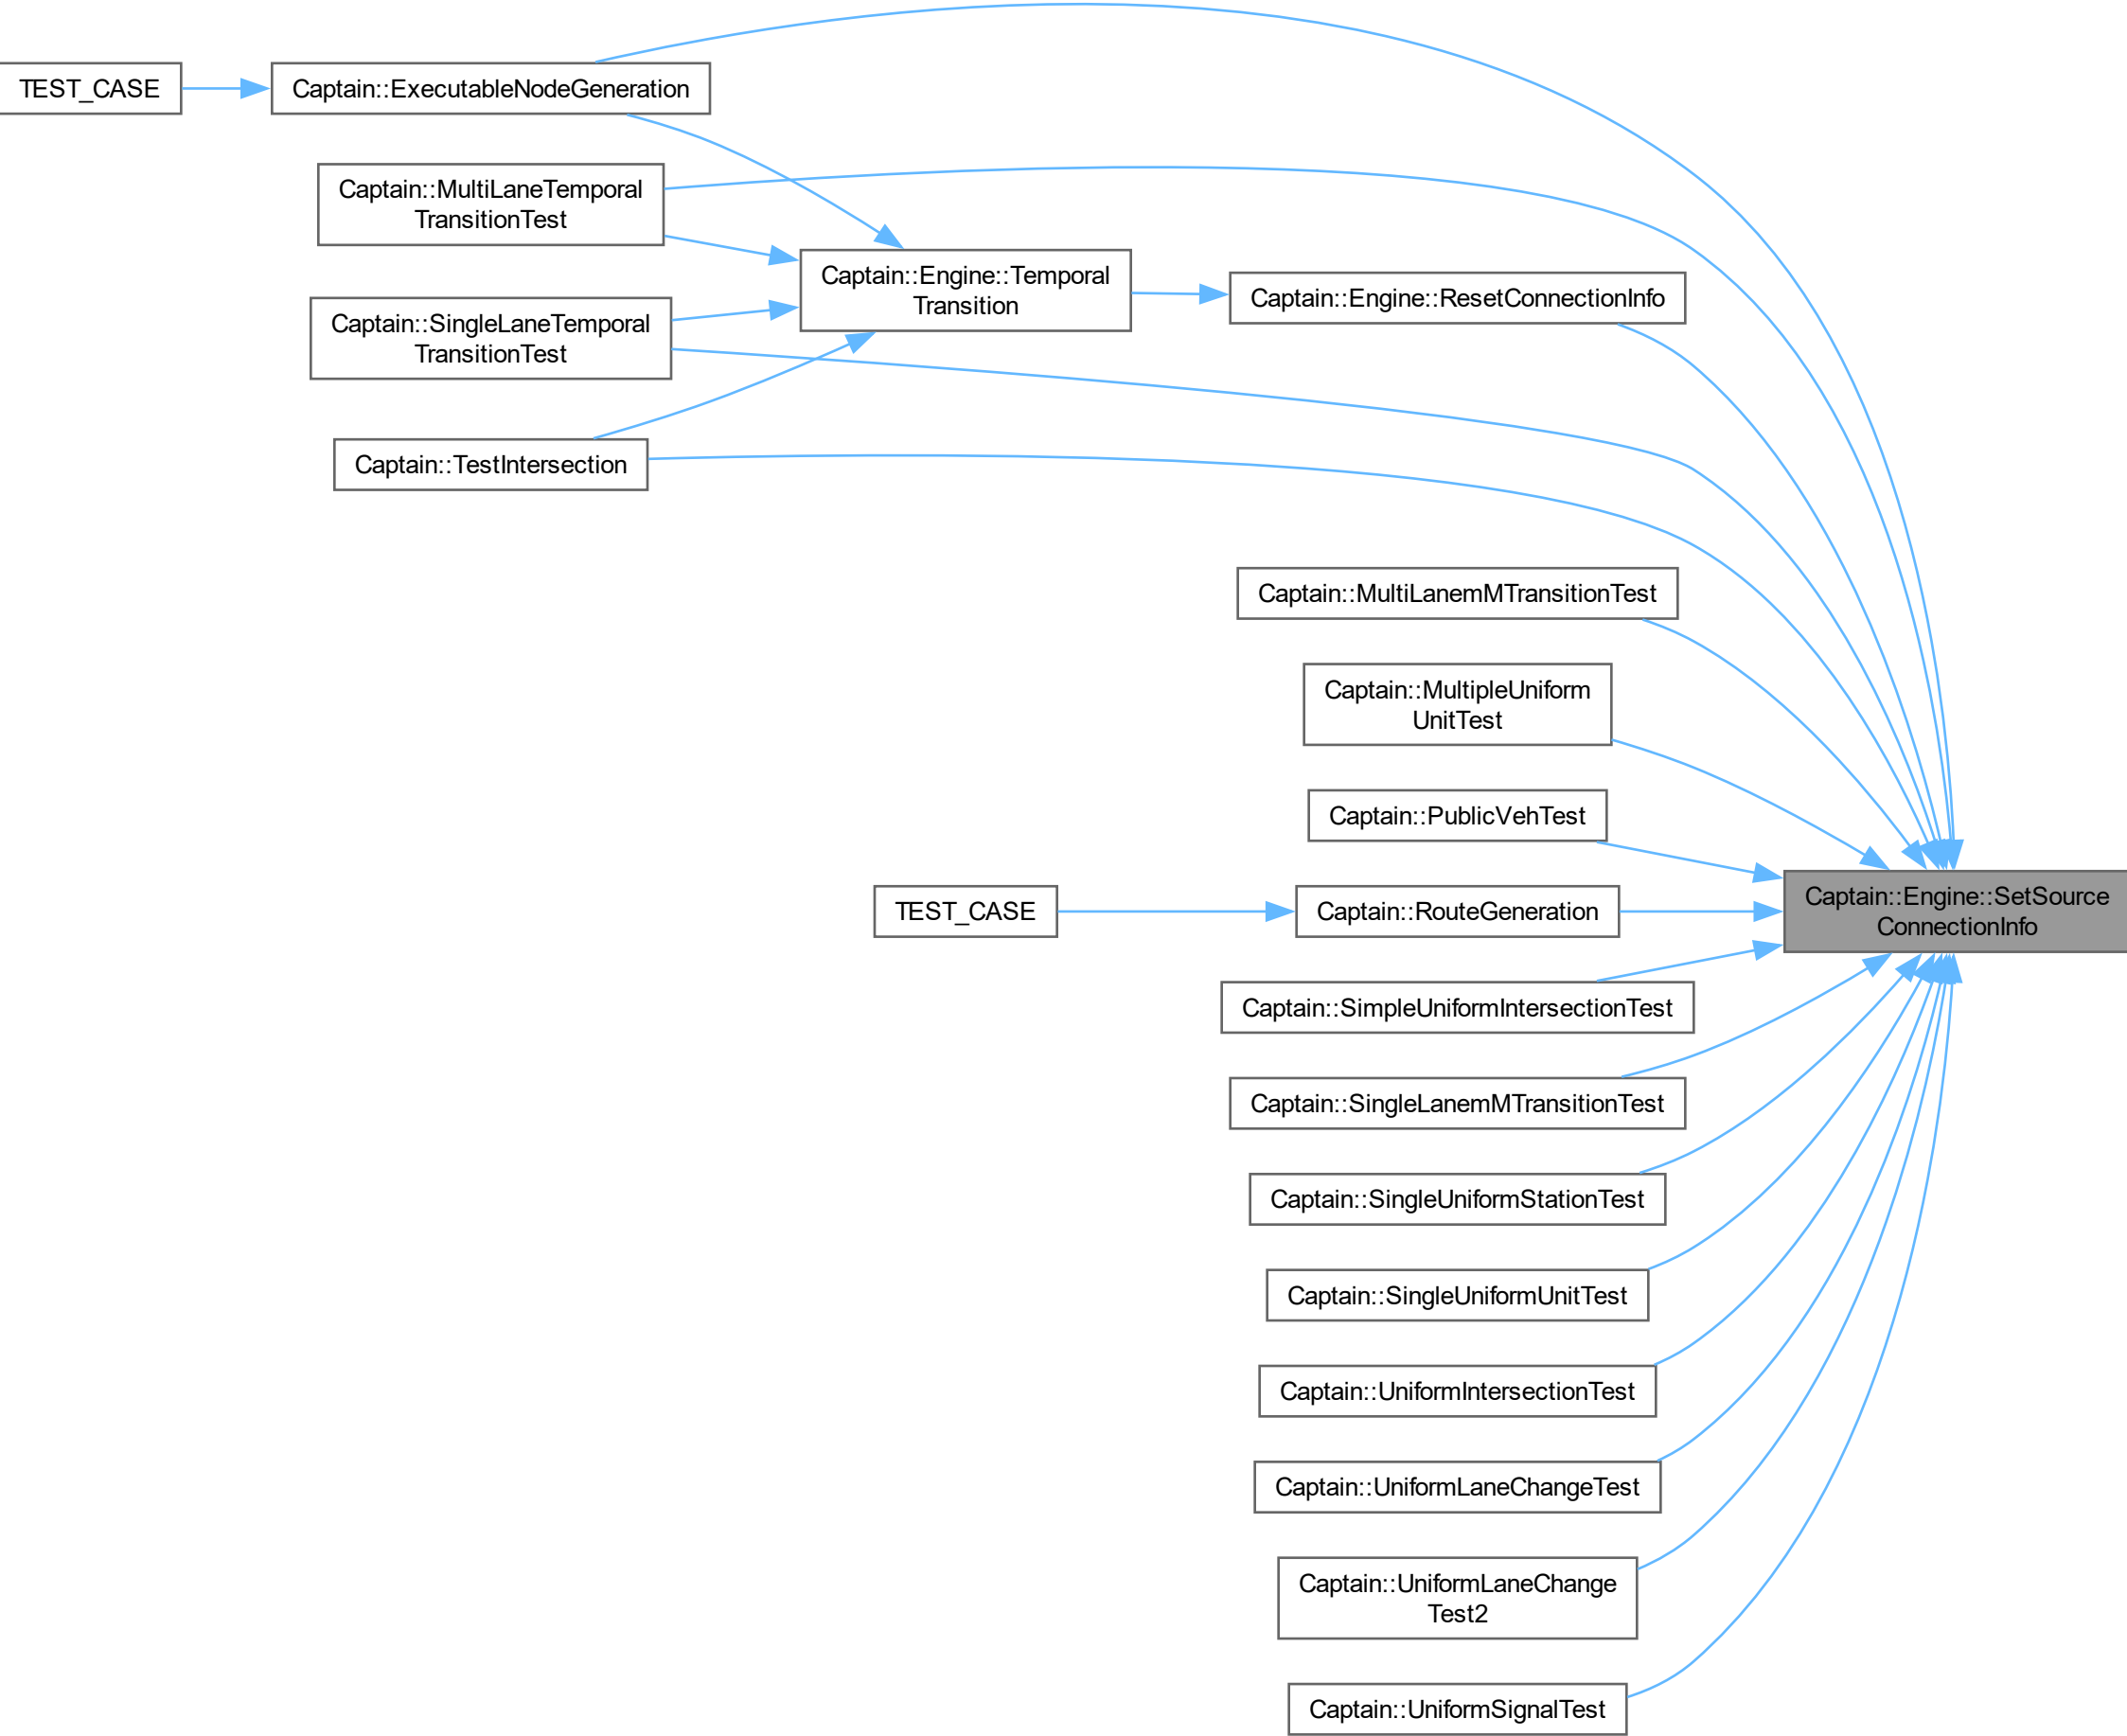 TEST_CASE
Captain::ExecutableNodeGeneration
Captain::MultiLaneTemporal
TransitionTest
Captain::Engine::Temporal
Transition
Captain::Engine::ResetConnectionInfo
Captain::SingleLaneTemporal
TransitionTest
Captain::TestIntersection
Captain::MultiLanemMTransitionTest
Captain::MultipleUniform
UnitTest
Captain::PublicVehTest
TEST_CASE
Captain::RouteGeneration
Captain::Engine::SetSource
ConnectionInfo
Captain::SimpleUniformIntersectionTest
Captain::SingleLanemMTransitionTest
Captain::SingleUniformStationTest
Captain::SingleUniformUnitTest
Captain::UniformIntersectionTest
Captain::UniformLaneChangeTest
Captain::UniformLaneChange
Test2
Captain::UniformSignalTest